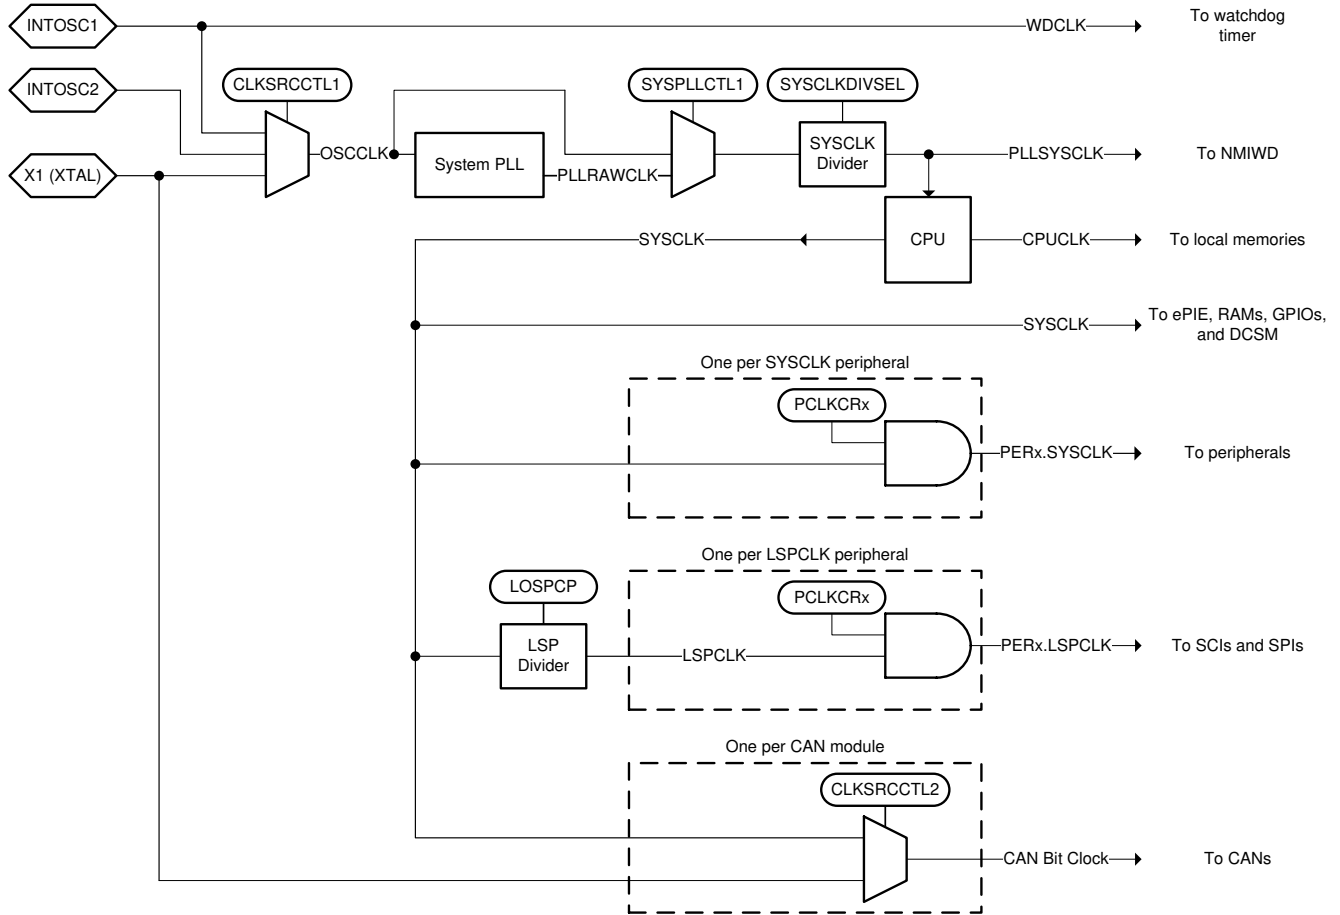 INTOSC1
WDCLK
To watchdog
timer
INTOSC2
CLKSRCCTL1
SYSPLLCTL1
SYSCLKDIVSEL
X1 (XTAL)
OSCCLK
System PLL
PLLRAWCLK
SYSCLK
Divider
PLLSYSCLK
To NMIWD
SYSCLK
CPU
CPUCLK
To local memories
SYSCLK
To ePIE, RAMs, GPIOs,
and DCSM
One per SYSCLK peripheral
PCLKCRx
PERx.SYSCLK
To peripherals
One per LSPCLK peripheral
LOSPCP
PCLKCRx
LSP
Divider
LSPCLK
PERx.LSPCLK
To SCIs and SPIs
One per CAN module
CLKSRCCTL2
CAN Bit Clock
To CANs